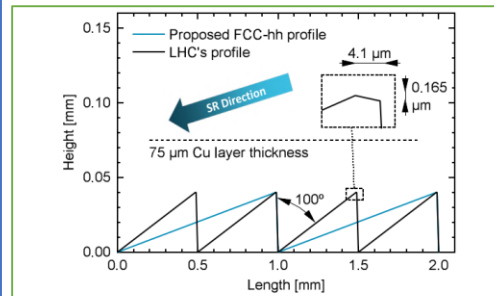 0.15
Proposed FCC-hh profile
LHC's profile
4.1 µm
0.165
µm
SR Direction
0.10
75 µm Cu layer thickness
Height [mm]
0.05
100º
0.00
0.0 0.5 1.0 1.5 2.0
Length [mm]